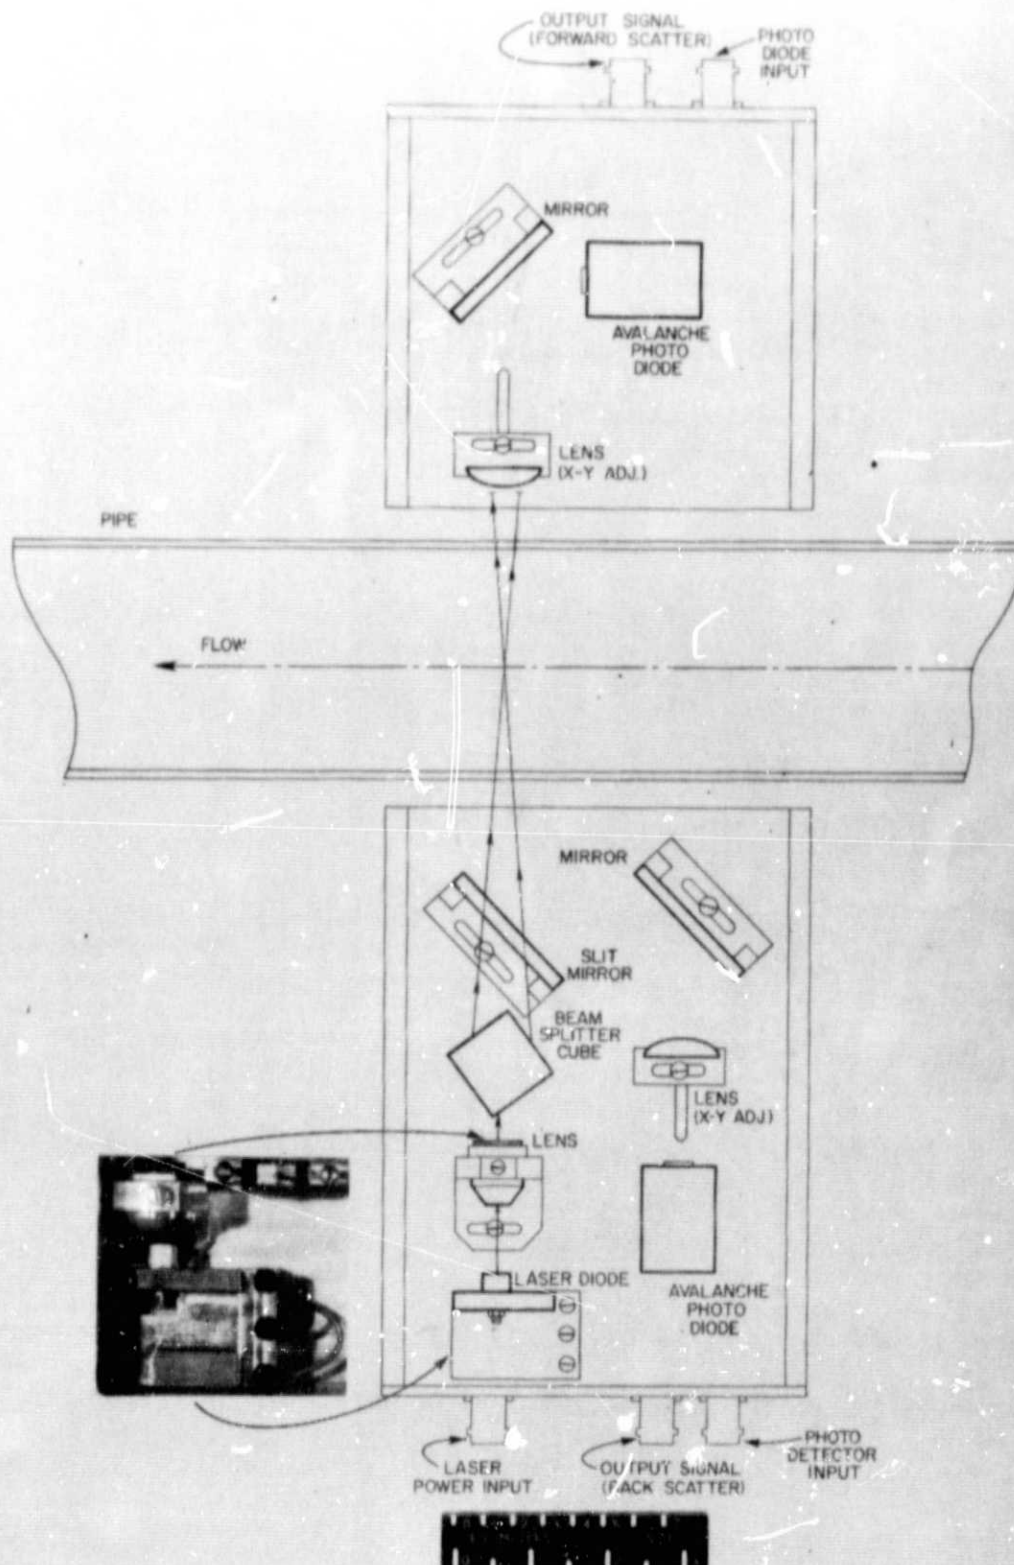 OUTPUT SIGNAL
(FORWARD SCATTER)
PHOTO
DIODE
INPUT
MIRROR
AVALANCHE
PHOTO
DIODE
LENS
(X-Y ADJ.)
PIPE
FLOW
MIRROR
SLIT
MIRROR
BEAM
SPLITTER
CUBE
LENS
(X-Y ADJ.)
LENS
LASER DIODE
AVALANCHE
PHOTO
DIODE
LASER
POWER INPUT
OUTPUT SIGNAL
(BACK SCATTER)
PHOTO
DETECTOR
INPUT